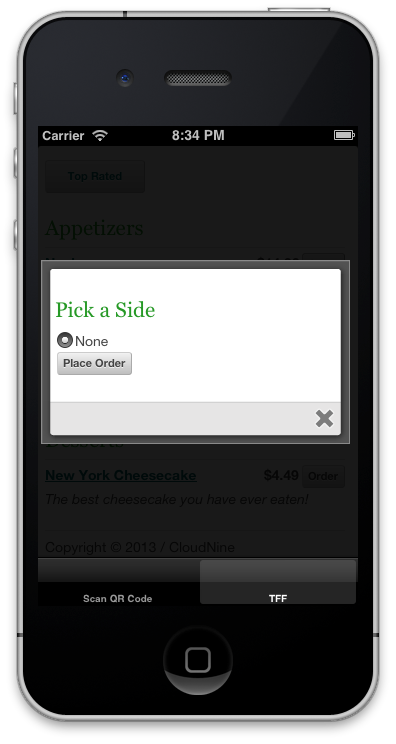 Carrier 8:34 PM
Top Rated
Appetizers
Pick a Side
None
Place Order
Desserts
New York Cheesecake $4.49 Order
The best cheesecake you have ever eaten!
Copyright © 2013 / CloudNine
Scan QR Code TFF